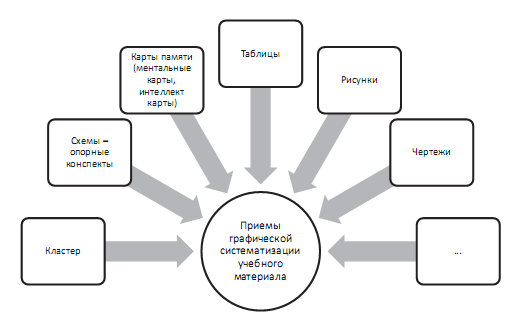 Таблицы
Карты памяти
(ментальные
карты,
интеллект
карты)
Рисунки
Схемы –
опорные
конспекты
Чертежи
Кластер
Приемы
графической
систематизации
учебного
материала
...